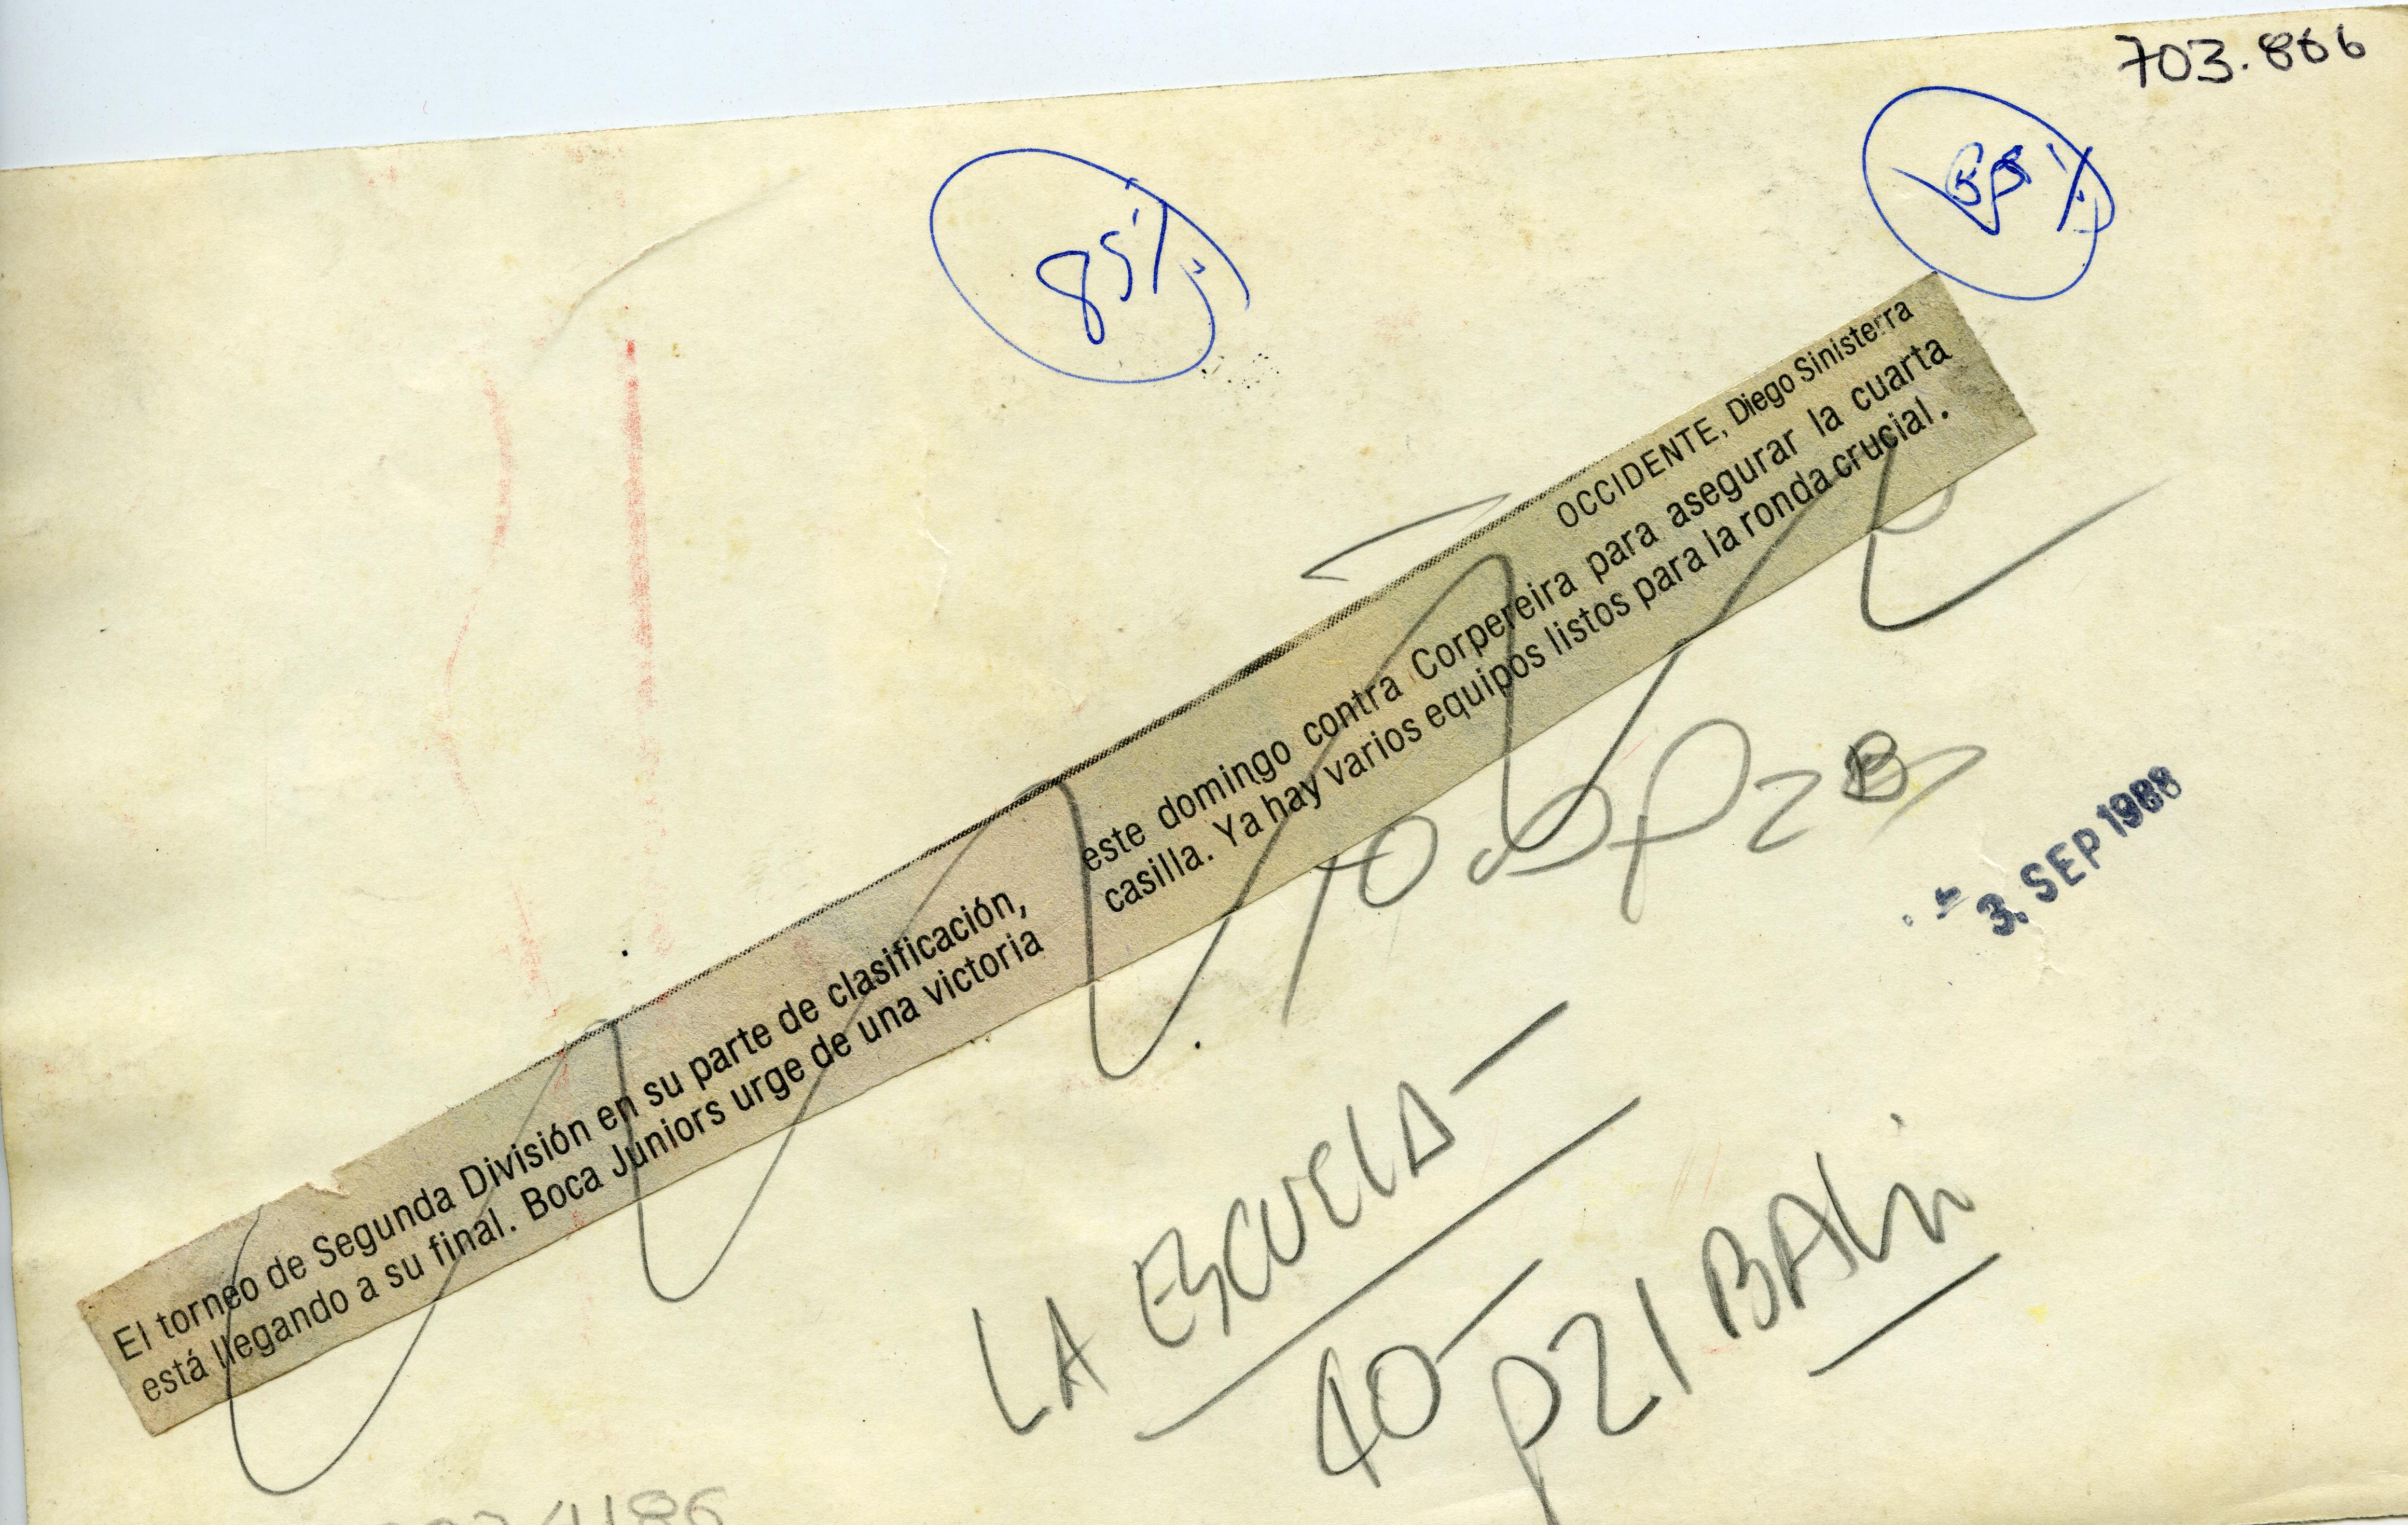 703.866
85%
OCCIDENTE, Diego Sinisterra
El torneo de Segunda División en su parte de clasificación,
está llegando a su final. Boca Juniors urge de una victoria
este domingo contra Corpereira para asegurar la cuarta
casilla. Ya hay varios equipos listos para la ronda crucial.
3. SEP 1988
LA ESCUELA
40
P21